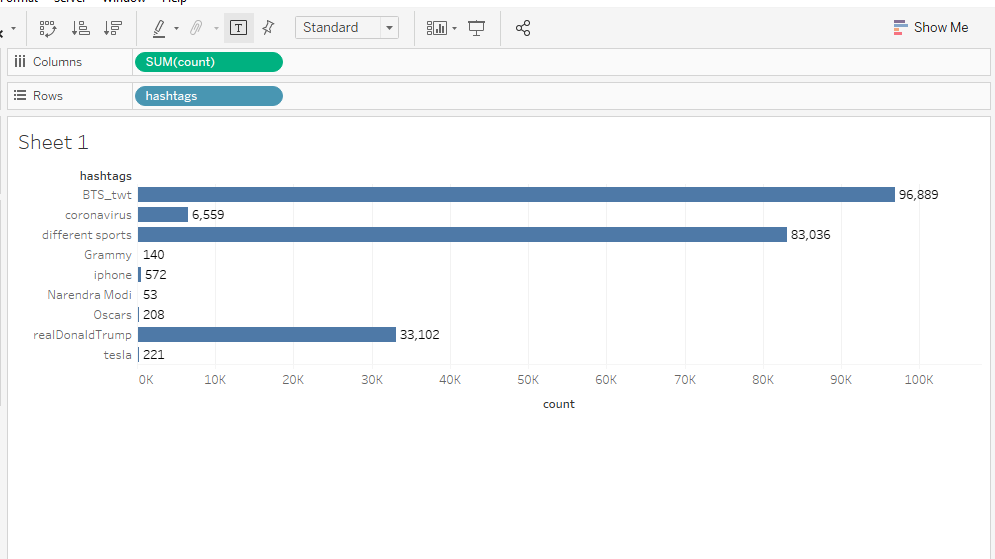 Format Server Window Help
Standard
Show Me
Columns
SUM(count)
Rows
hashtags
Sheet 1
hashtags
BTS_twt 96,889
coronavirus 6,559
different sports 83,036
Grammy 140
iphone 572
Narendra Modi 53
Oscars 208
realDonaldTrump 33,102
tesla 221
0K 10K 20K 30K 40K 50K 60K 70K 80K 90K 100K
count